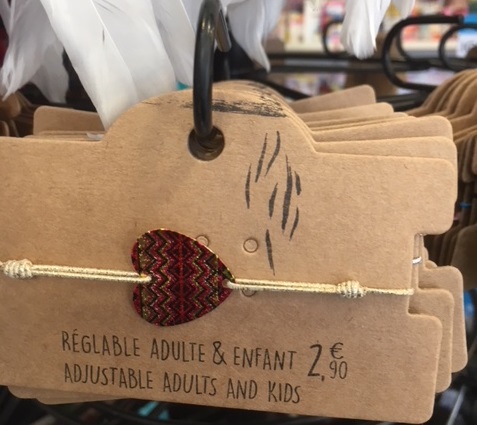 RÉGLABLE ADULTE & ENFANT 2,€90
ADJUSTABLE ADULTS AND KIDS